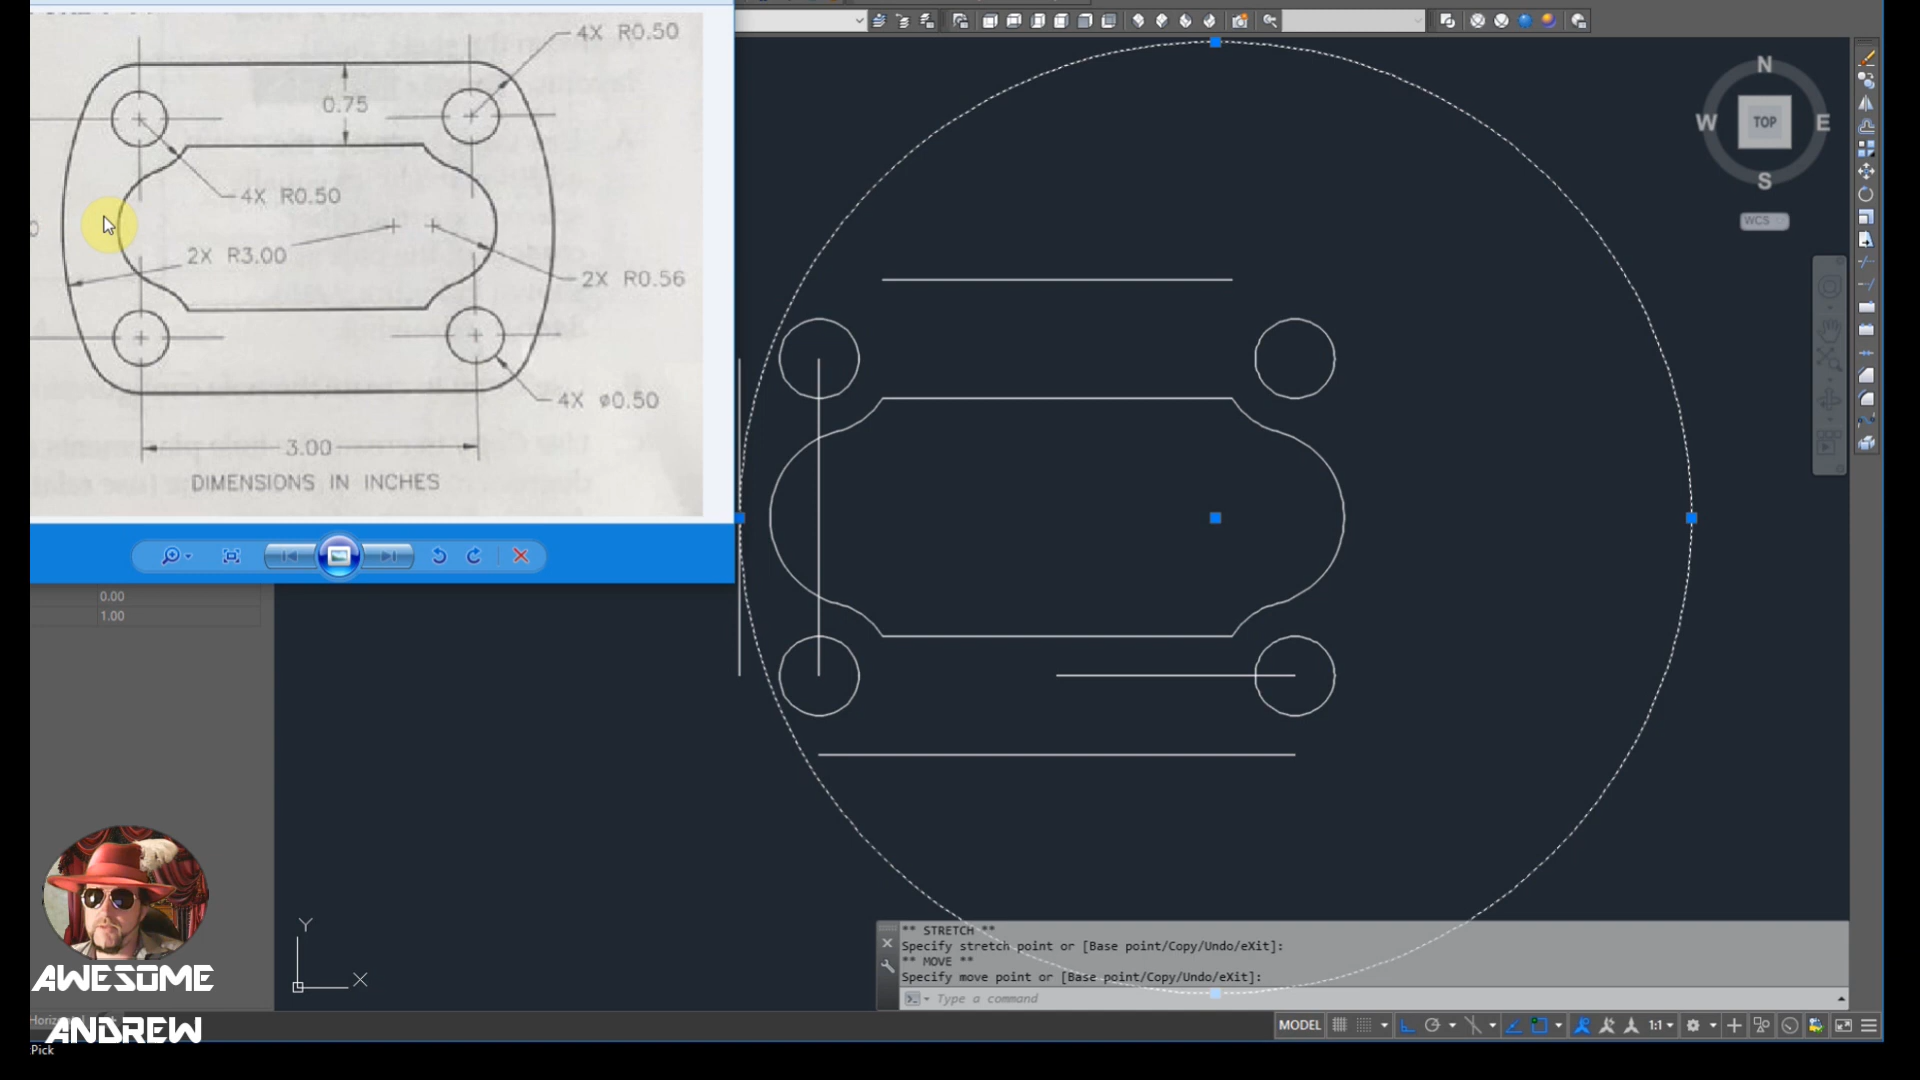 4X R0.50
0.75
4X R0.50
2X R3.00
2X R0.56
4X ø0.50
3.00
DIMENSIONS IN INCHES
0.00
1.00
N
W
TOP
E
S
WCS
Y
X
** STRETCH **
Specify stretch point or [Base point/Copy/Undo/eXit]:
** MOVE **
Specify move point or [Base point/Copy/Undo/eXit]:
Type a command
MODEL
1:1
AWESOME
ANDREW
:Pick